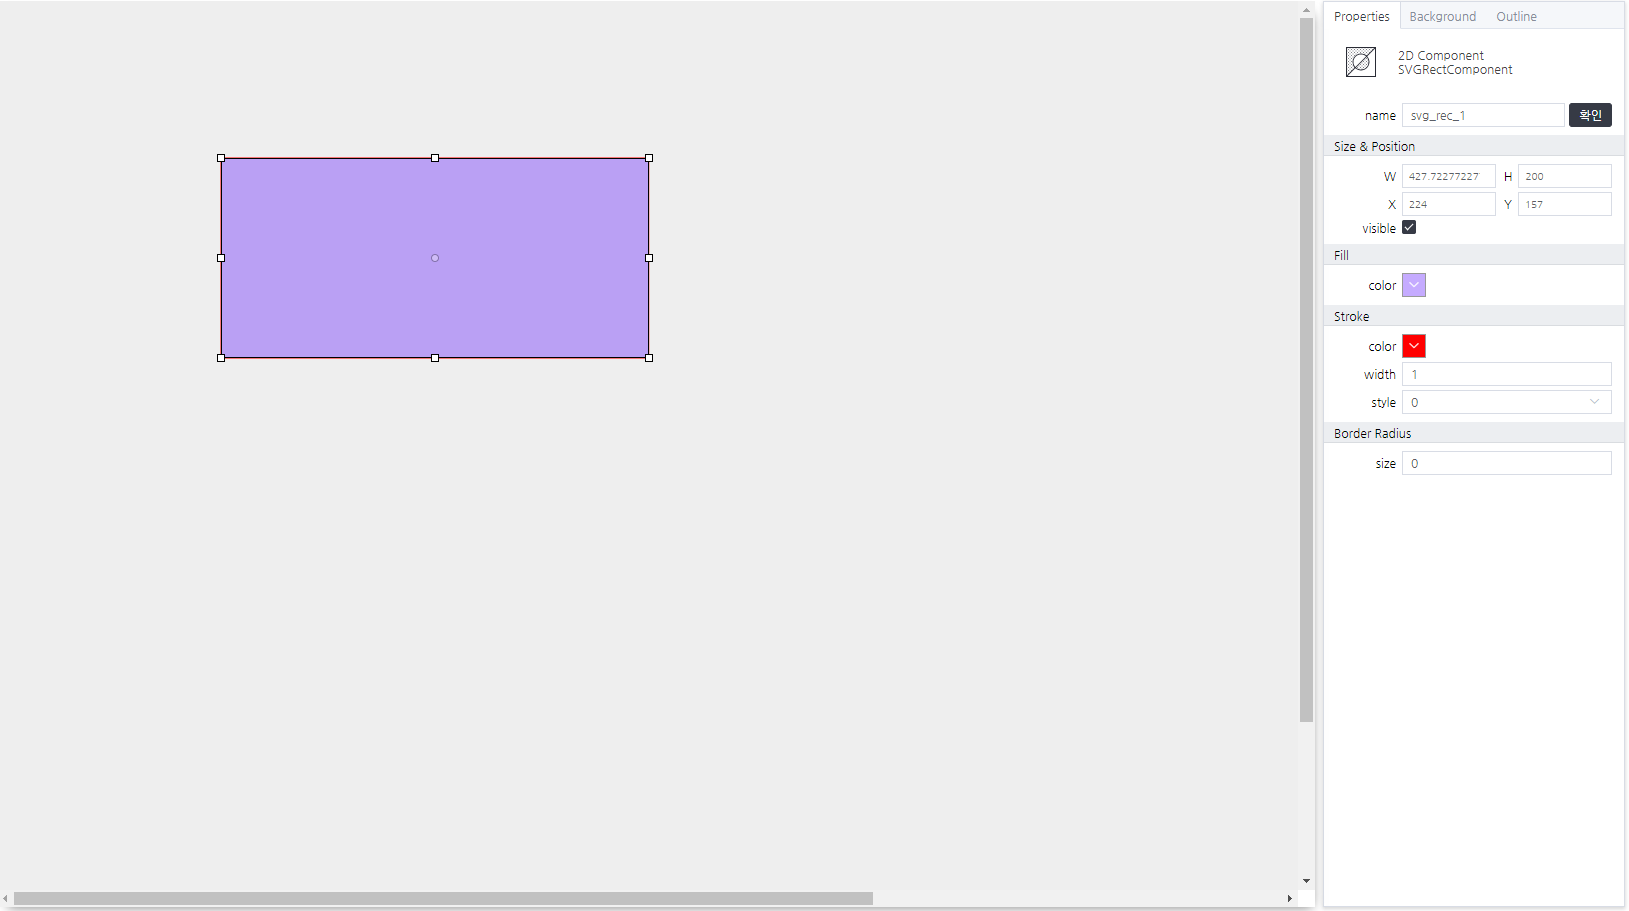 Properties Background Outline
2D Component
SVGRectComponent
name svg_rec_1 확인
Size & Position
W 427.72277227 H 200
X 224 Y 157
visible
Fill
color
Stroke
color
width 1
style 0
Border Radius
size 0